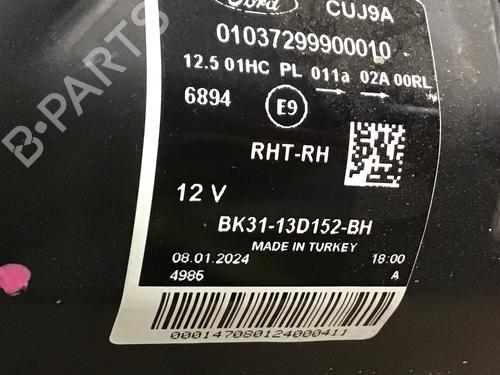 Ford CUJ9A
01037299900010
12.5 01HC PL 011a 02A 00RL
6894 E9
RHT-RH
12 V
BK31-13D152-BH
MADE IN TURKEY
08.01.2024 18:00
4985 A
00014708012400041J
B-PARTS